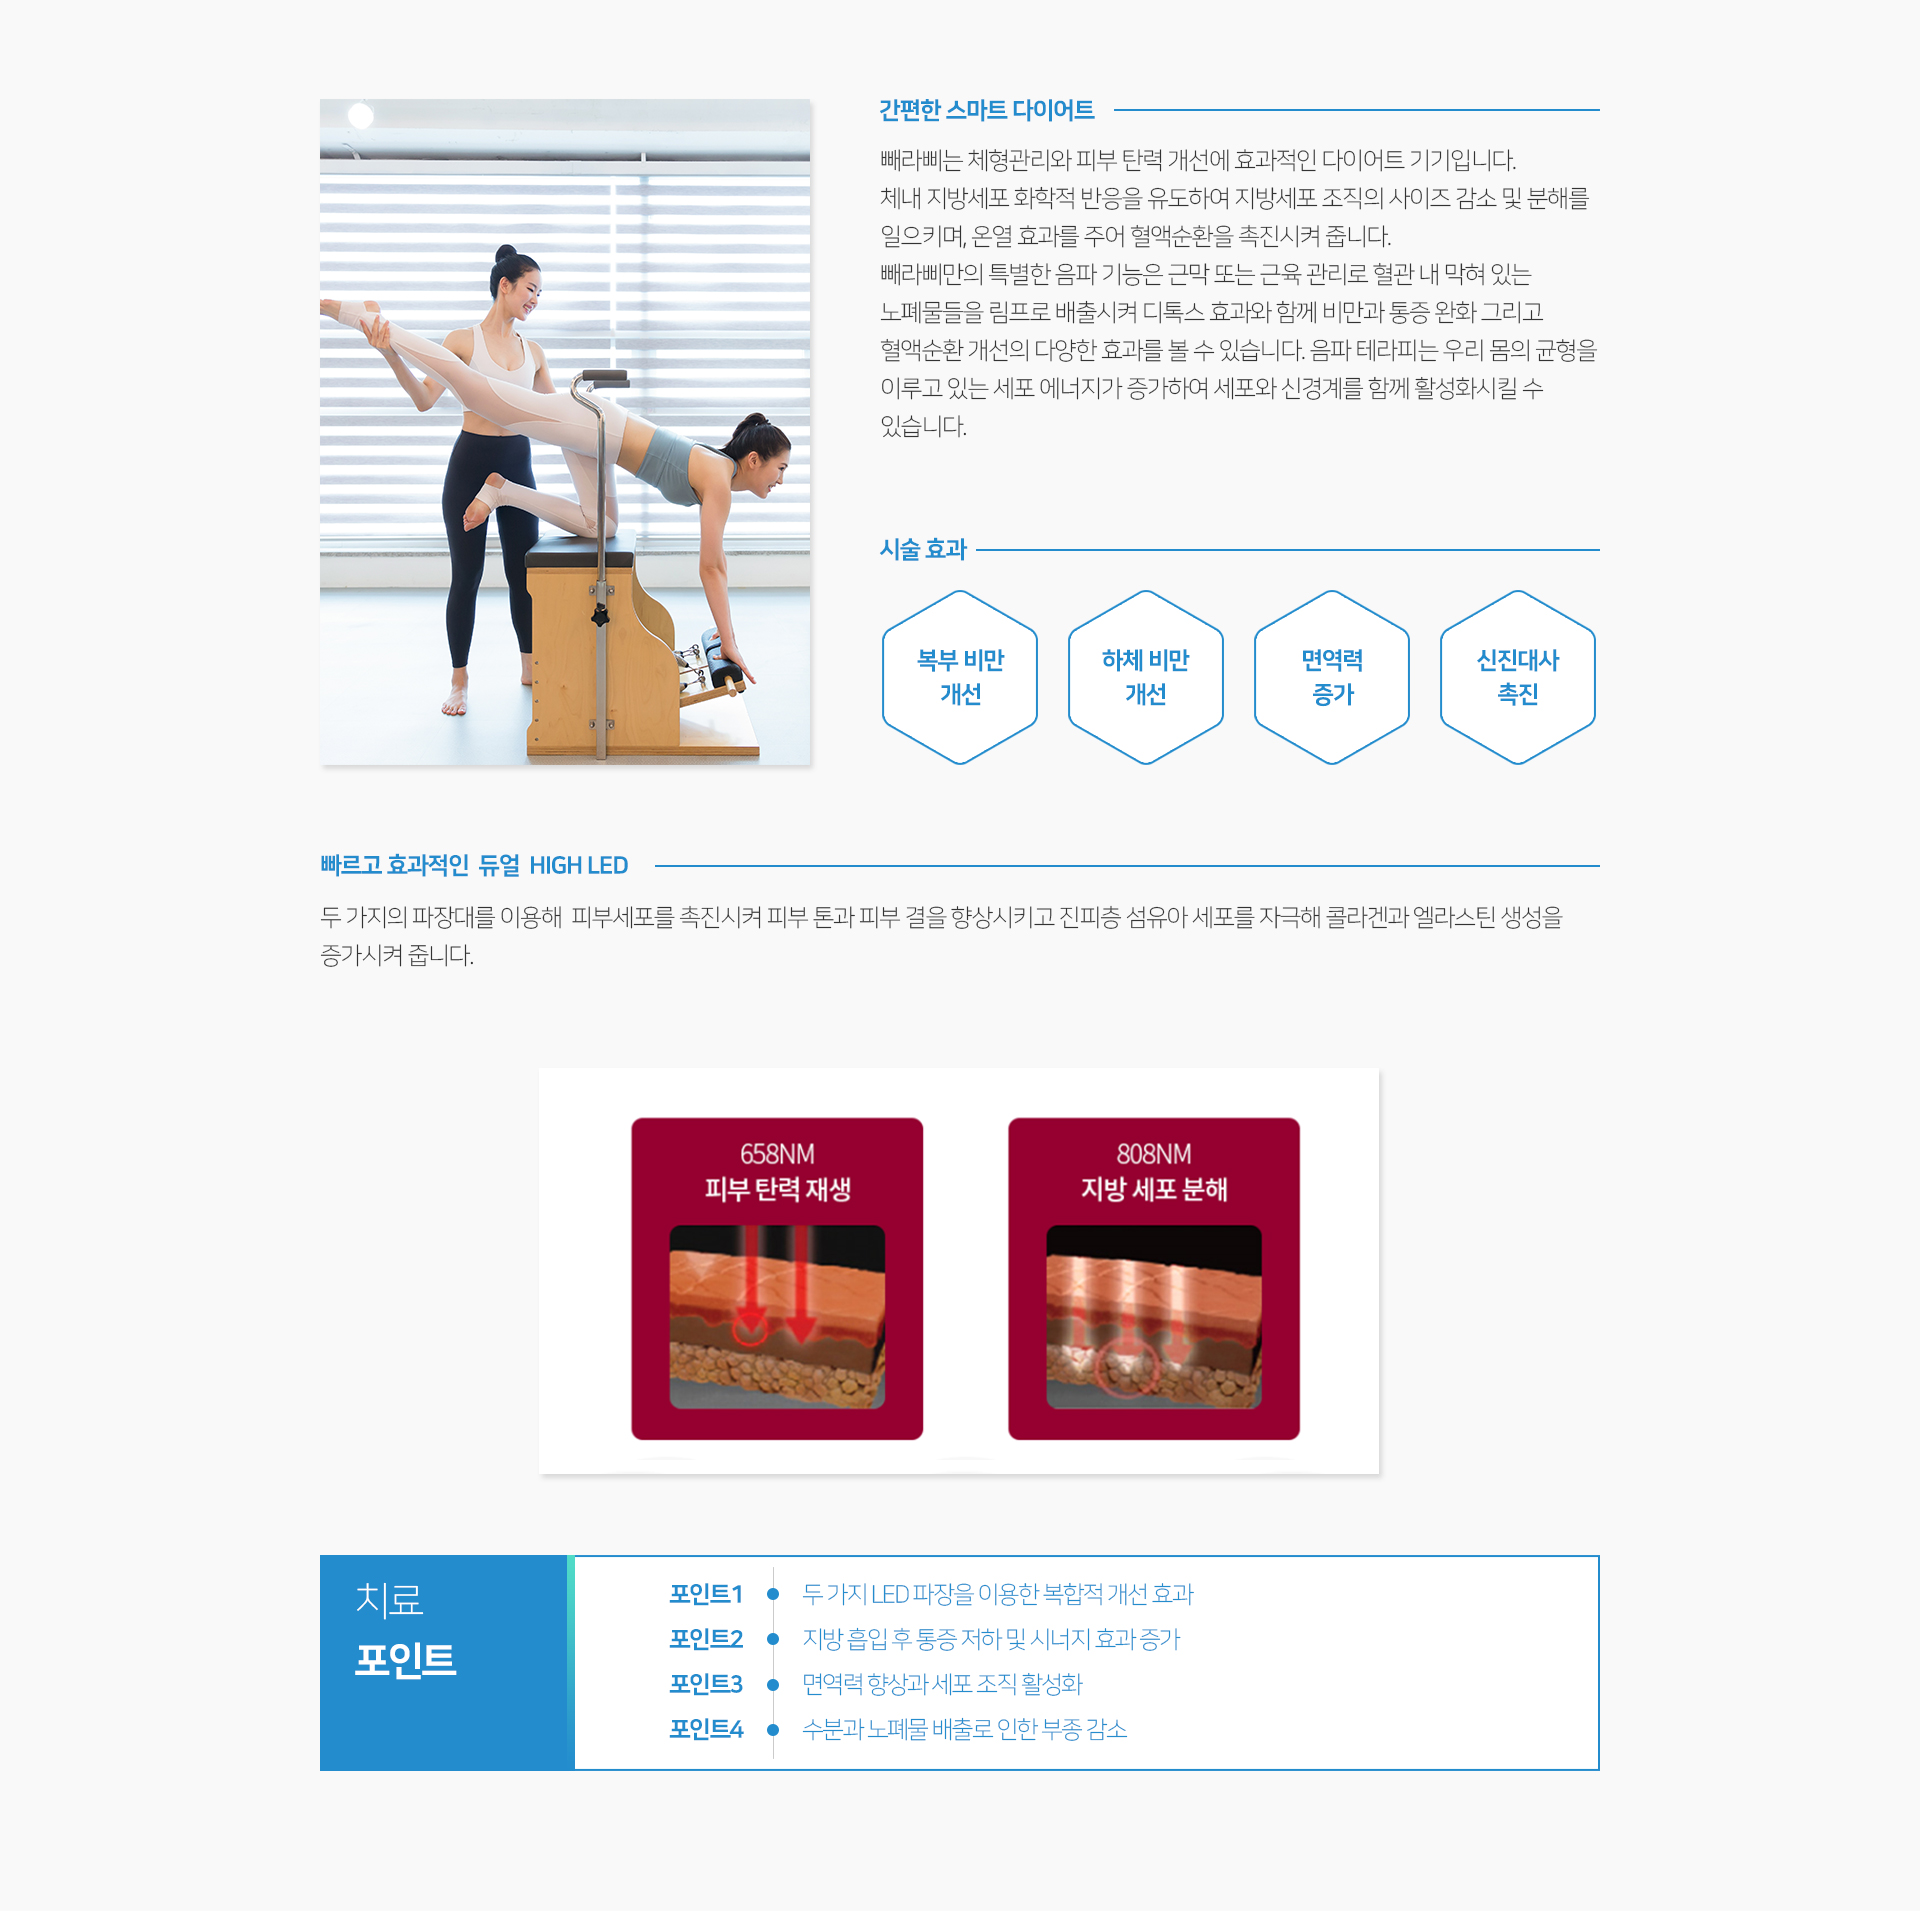 간편한 스마트 다이어트
빼라삐는 체형관리와 피부 탄력 개선에 효과적인 다이어트 기기입니다.
체내 지방세포 화학적 반응을 유도하여 지방세포 조직의 사이즈 감소 및 분해를
일으키며, 온열 효과를 주어 혈액순환을 촉진시켜 줍니다.
빼라삐만의 특별한 음파 기능은 근막 또는 근육 관리로 혈관 내 막혀 있는
노폐물들을 림프로 배출시켜 디톡스 효과와 함께 비만과 통증 완화 그리고
혈액순환 개선의 다양한 효과를 볼 수 있습니다. 음파 테라피는 우리 몸의 균형을
이루고 있는 세포 에너지가 증가하여 세포와 신경계를 함께 활성화시킬 수
있습니다.
시술 효과
복부 비만
개선
하체 비만
개선
면역력
증가
신진대사
촉진
빠르고 효과적인 듀얼 HIGH LED
두 가지의 파장대를 이용해 피부세포를 촉진시켜 피부 톤과 피부 결을 향상시키고 진피층 섬유아 세포를 자극해 콜라겐과 엘라스틴 생성을
증가시켜 줍니다.
658NM
피부 탄력 재생
808NM
지방 세포 분해
치료
포인트
포인트1 두 가지 LED 파장을 이용한 복합적 개선 효과
포인트2 지방 흡입 후 통증 저하 및 시너지 효과 증가
포인트3 면역력 향상과 세포 조직 활성화
포인트4 수분과 노폐물 배출로 인한 부종 감소